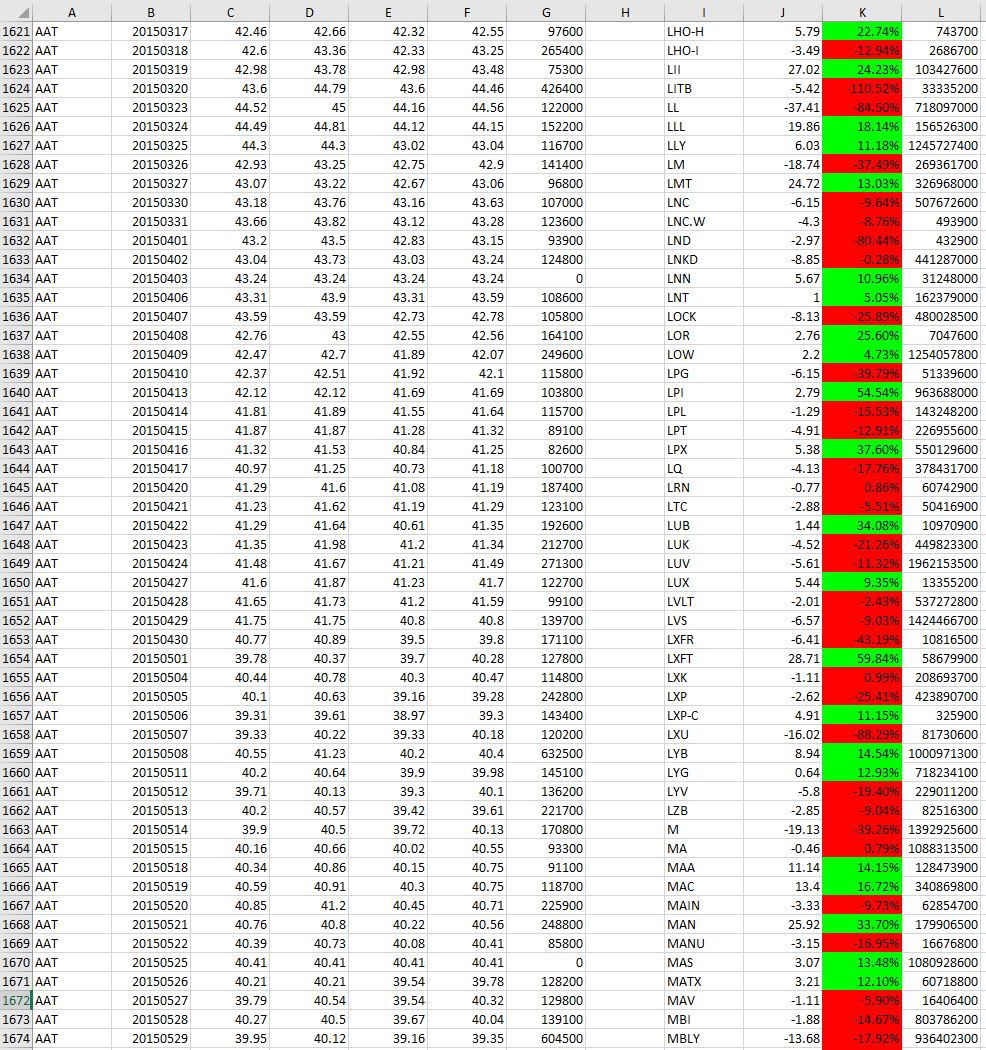 A B C D E F G H I J K L
1621 AAT 20150317 42.46 42.66 42.32 42.55 97600 LHO-H 5.79 22.74% 743700
1622 AAT 20150318 42.6 43.36 42.33 43.25 265400 LHO-I -3.49 -12.94% 2686700
1623 AAT 20150319 42.98 43.78 42.98 43.48 75300 LII 27.02 24.23% 103427600
1624 AAT 20150320 43.6 44.79 43.6 44.46 426400 LITB -5.42 -110.52% 33335200
1625 AAT 20150323 44.52 45 44.16 44.56 122000 LL -37.41 -84.50% 718097000
1626 AAT 20150324 44.49 44.81 44.12 44.15 152200 LLL 19.86 18.14% 156526300
1627 AAT 20150325 44.3 44.3 43.02 43.04 116700 LLY 6.03 11.18% 1245727400
1628 AAT 20150326 42.93 43.25 42.75 42.9 141400 LM -18.74 -37.49% 269361700
1629 AAT 20150327 43.07 43.22 42.67 43.06 96800 LMT 24.72 13.03% 326968000
1630 AAT 20150330 43.18 43.76 43.16 43.63 107000 LNC -6.15 -9.64% 507672600
1631 AAT 20150331 43.66 43.82 43.12 43.28 123600 LNC.W -4.3 -8.76% 493900
1632 AAT 20150401 43.2 43.5 42.83 43.15 93900 LND -2.97 -80.44% 432900
1633 AAT 20150402 43.04 43.73 43.03 43.24 124800 LNKD -8.85 -0.28% 441287000
1634 AAT 20150403 43.24 43.24 43.24 43.24 0 LNN 5.67 10.96% 31248000
1635 AAT 20150406 43.31 43.9 43.31 43.59 108600 LNT 1 5.05% 162379000
1636 AAT 20150407 43.59 43.59 42.73 42.78 105800 LOCK -8.13 -25.89% 480028500
1637 AAT 20150408 42.76 43 42.55 42.56 164100 LOR 2.76 25.60% 7047600
1638 AAT 20150409 42.47 42.7 41.89 42.07 249600 LOW 2.2 4.73% 1254057800
1639 AAT 20150410 42.37 42.51 41.92 42.1 115800 LPG -6.15 -39.79% 51339600
1640 AAT 20150413 42.12 42.12 41.69 41.69 103800 LPI 2.79 54.54% 963688000
1641 AAT 20150414 41.81 41.89 41.55 41.64 115700 LPL -1.29 -15.53% 143248200
1642 AAT 20150415 41.87 41.87 41.28 41.32 89100 LPT -4.91 -12.91% 226955600
1643 AAT 20150416 41.32 41.53 40.84 41.25 82600 LPX 5.38 37.60% 550129600
1644 AAT 20150417 40.97 41.25 40.73 41.18 100700 LQ -4.13 -17.76% 378431700
1645 AAT 20150420 41.29 41.6 41.08 41.19 187400 LRN -0.77 0.86% 60742900
1646 AAT 20150421 41.23 41.62 41.19 41.29 123100 LTC -2.88 -5.51% 50416900
1647 AAT 20150422 41.29 41.64 40.61 41.35 192600 LUB 1.44 34.08% 10970900
1648 AAT 20150423 41.35 41.98 41.2 41.34 212700 LUK -4.52 -21.26% 449823300
1649 AAT 20150424 41.48 41.67 41.21 41.49 271300 LUV -5.61 -11.32% 1962153500
1650 AAT 20150427 41.6 41.87 41.23 41.7 122700 LUX 5.44 9.35% 13355200
1651 AAT 20150428 41.65 41.73 41.2 41.59 99100 LVLT -2.01 -2.43% 537272800
1652 AAT 20150429 41.75 41.75 40.8 40.8 139700 LVS -6.57 -9.03% 1424466700
1653 AAT 20150430 40.77 40.89 39.5 39.8 171100 LXFR -6.41 -43.19% 10816500
1654 AAT 20150501 39.78 40.37 39.7 40.28 127800 LXFT 28.71 59.84% 58679900
1655 AAT 20150504 40.44 40.78 40.3 40.47 114800 LXK -1.11 0.99% 208693700
1656 AAT 20150505 40.1 40.63 39.16 39.28 242800 LXP -2.62 -25.41% 423890700
1657 AAT 20150506 39.31 39.61 38.97 39.3 143400 LXP-C 4.91 11.15% 325900
1658 AAT 20150507 39.33 40.22 39.33 40.18 120200 LXU -16.02 -88.29% 81730600
1659 AAT 20150508 40.55 41.23 40.2 40.4 632500 LYB 8.94 14.54% 1000971300
1660 AAT 20150511 40.2 40.64 39.9 39.98 145100 LYG 0.64 12.93% 718234100
1661 AAT 20150512 39.71 40.13 39.3 40.1 136200 LYV -5.8 -19.40% 229011200
1662 AAT 20150513 40.2 40.57 39.42 39.61 221700 LZB -2.85 -9.04% 82516300
1663 AAT 20150514 39.9 40.5 39.72 40.13 170800 M -19.13 -39.26% 1392925600
1664 AAT 20150515 40.16 40.66 40.02 40.55 93300 MA -0.46 0.79% 1088313500
1665 AAT 20150518 40.34 40.86 40.15 40.75 91100 MAA 11.14 14.15% 128473900
1666 AAT 20150519 40.59 40.91 40.3 40.75 118700 MAC 13.4 16.72% 340869800
1667 AAT 20150520 40.85 41.2 40.45 40.71 225900 MAIN -3.33 -9.73% 62854700
1668 AAT 20150521 40.76 40.8 40.22 40.56 248800 MAN 25.92 33.70% 179906500
1669 AAT 20150522 40.39 40.73 40.08 40.41 85800 MANU -3.15 -16.95% 16676800
1670 AAT 20150525 40.41 40.41 40.41 40.41 0 MAS 3.07 13.48% 1080928600
1671 AAT 20150526 40.21 40.21 39.54 39.78 128200 MATX 3.21 12.10% 60718800
1672 AAT 20150527 39.79 40.54 39.54 40.32 129800 MAV -1.11 -5.90% 16406400
1673 AAT 20150528 40.27 40.5 39.67 40.04 139100 MBI -1.88 -14.67% 803786200
1674 AAT 20150529 39.95 40.12 39.16 39.35 604500 MBLY -13.68 -17.92% 936402300